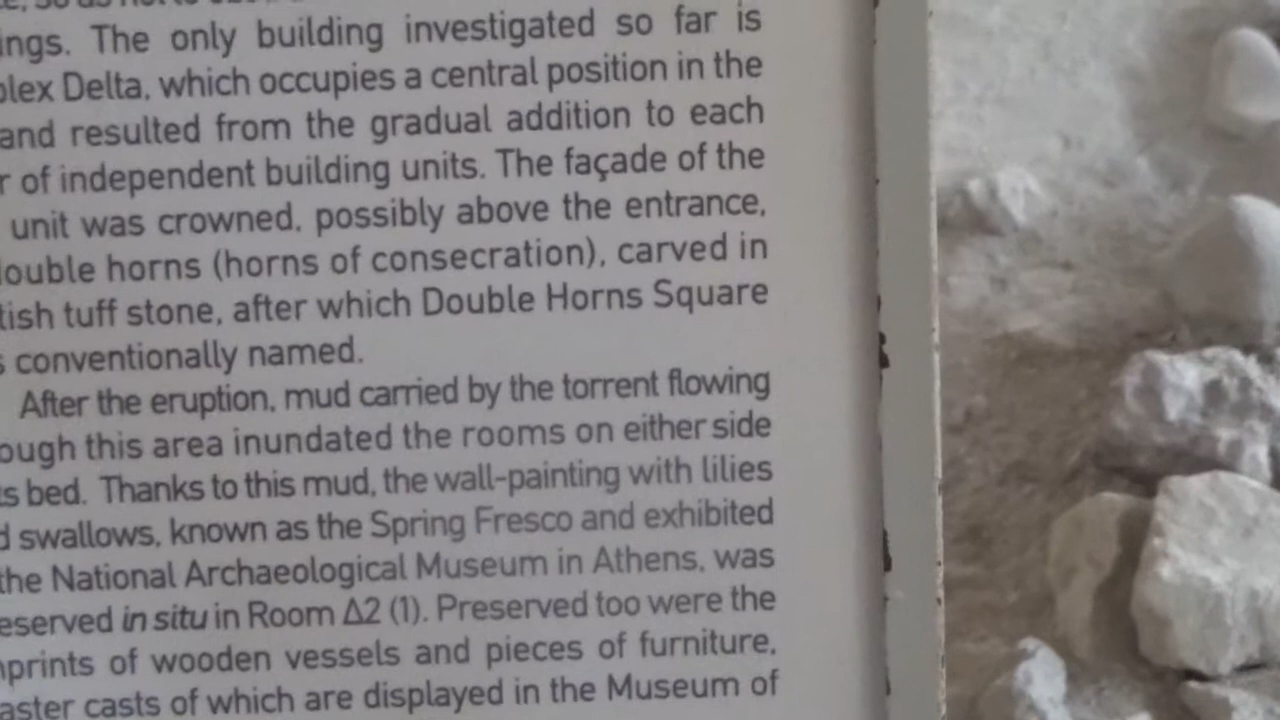 ings. The only building investigated so far is
plex Delta, which occupies a central position in the
and resulted from the gradual addition to each
r of independent building units. The façade of the
unit was crowned, possibly above the entrance,
double horns (horns of consecration), carved in
tish tuff stone, after which Double Horns Square
s conventionally named.
After the eruption, mud carried by the torrent flowing
ough this area inundated the rooms on either side
ts bed. Thanks to this mud, the wall-painting with lilies
d swallows, known as the Spring Fresco and exhibited
the National Archaeological Museum in Athens, was
eserved in situ in Room Δ2 (1). Preserved too were the
nprints of wooden vessels and pieces of furniture,
aster casts of which are displayed in the Museum of